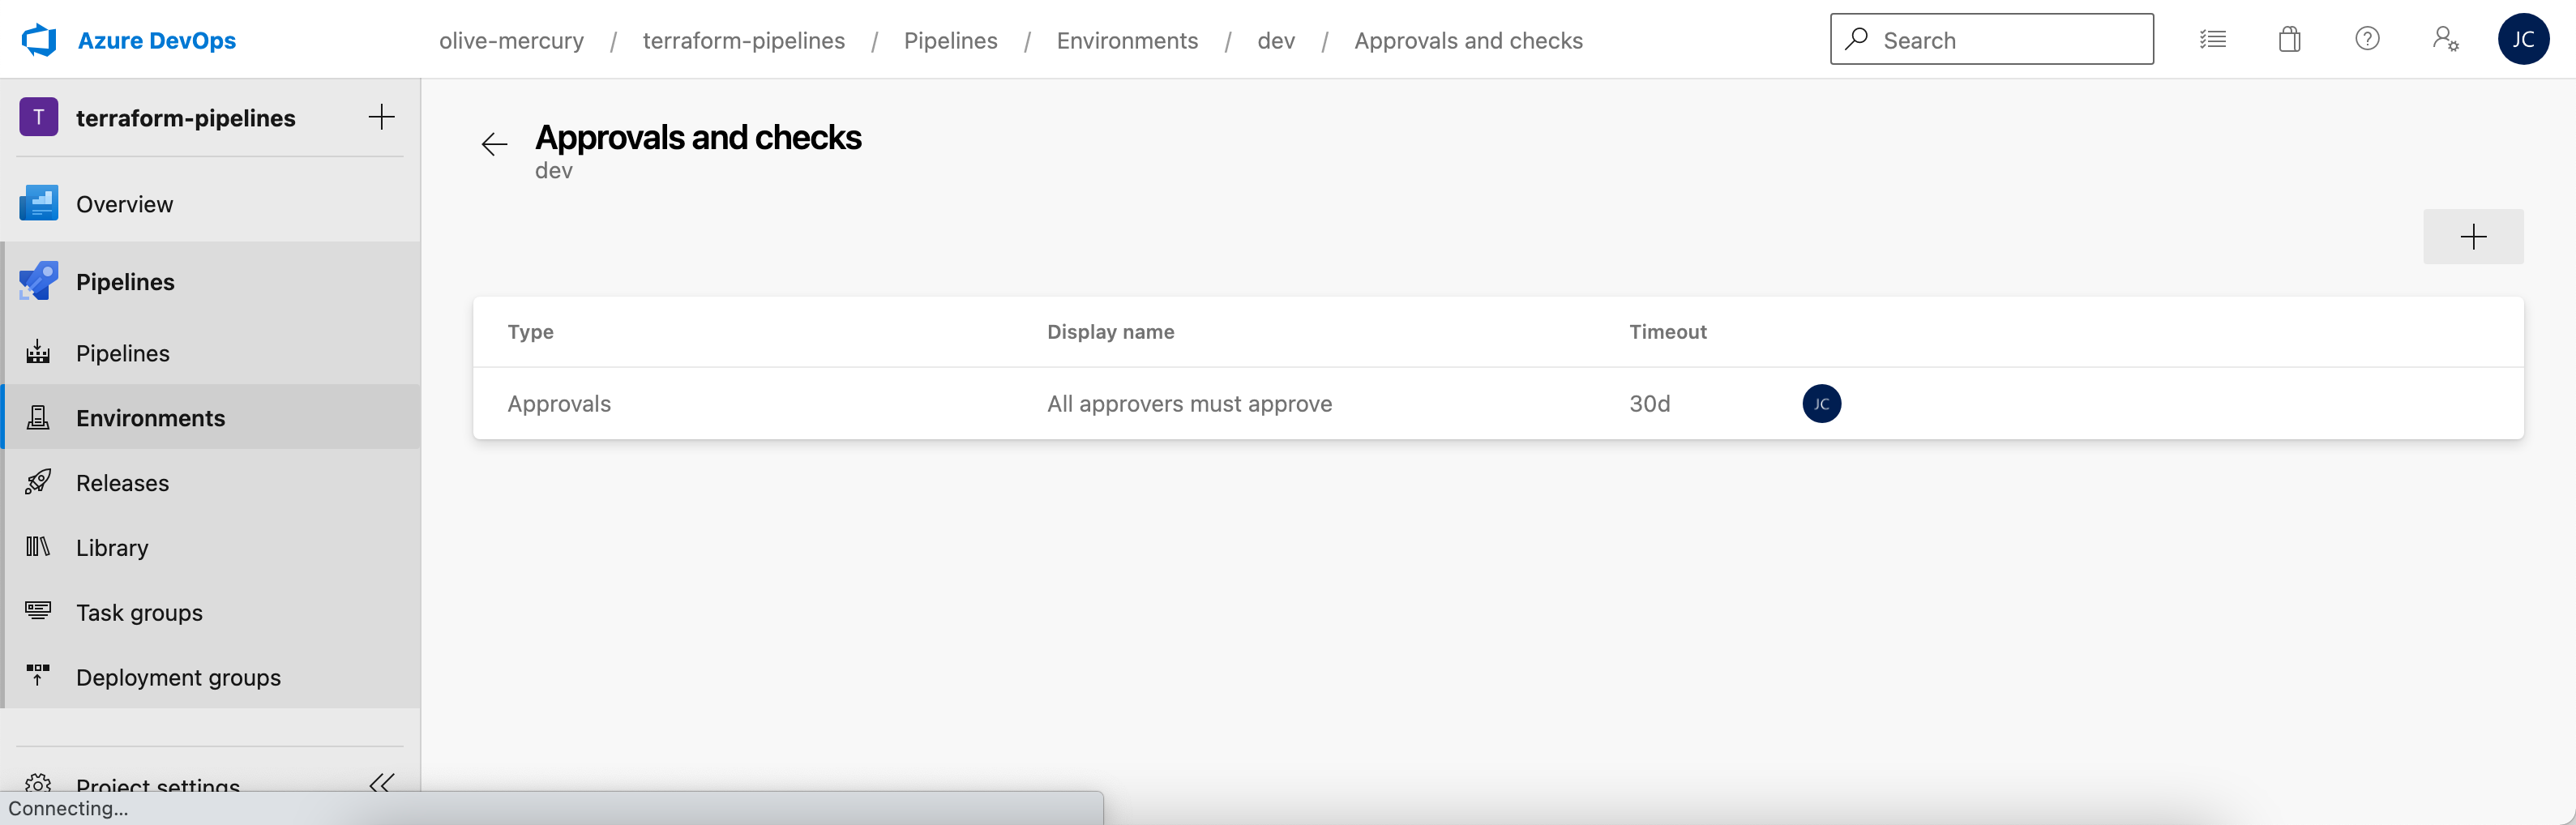 Azure DevOps
olive-mercury / terraform-pipelines / Pipelines / Environments / dev / Approvals and checks
Search
JC
T terraform-pipelines
Overview
Pipelines
Pipelines
Environments
Releases
Library
Task groups
Deployment groups
Project settings
Connecting...
Approvals and checks
dev
Type Display name Timeout
Approvals All approvers must approve 30d JC